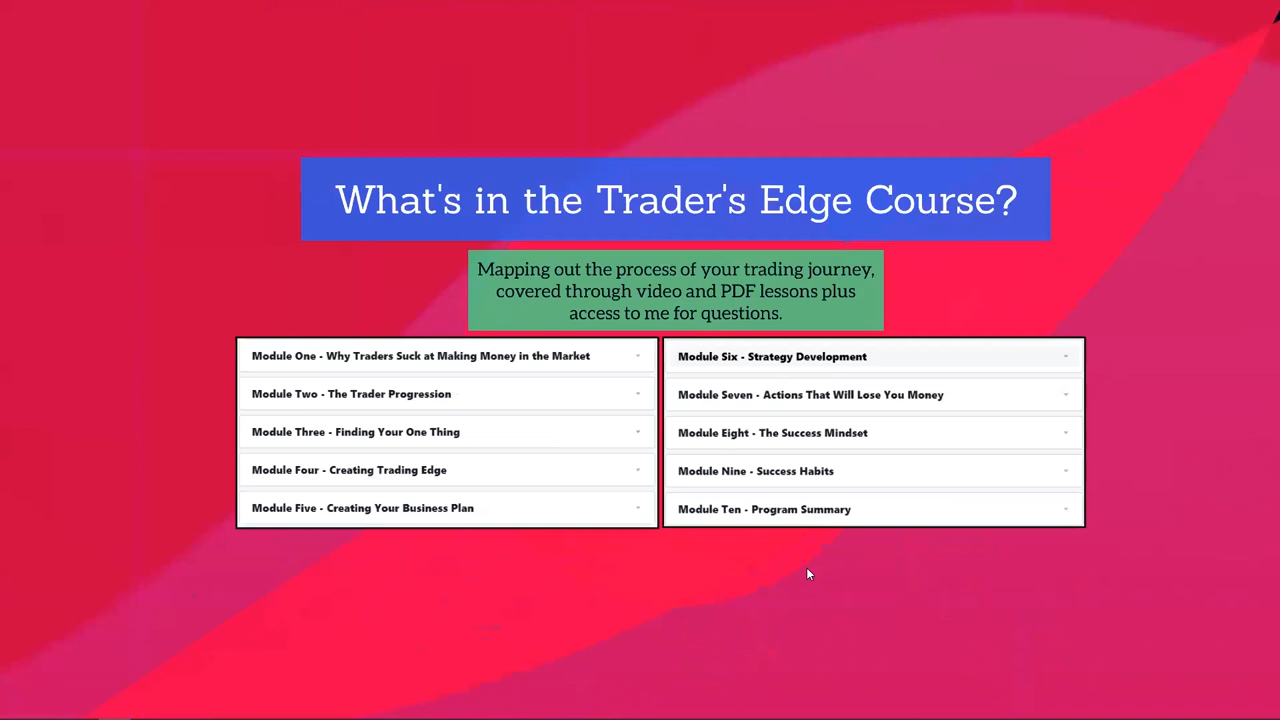 What's in the Trader's Edge Course?
Mapping out the process of your trading journey,
covered through video and PDF lessons plus
access to me for questions.
Module One - Why Traders Suck at Making Money in the Market
Module Two - The Trader Progression
Module Three - Finding Your One Thing
Module Four - Creating Trading Edge
Module Five - Creating Your Business Plan
Module Six - Strategy Development
Module Seven - Actions That Will Lose You Money
Module Eight - The Success Mindset
Module Nine - Success Habits
Module Ten - Program Summary